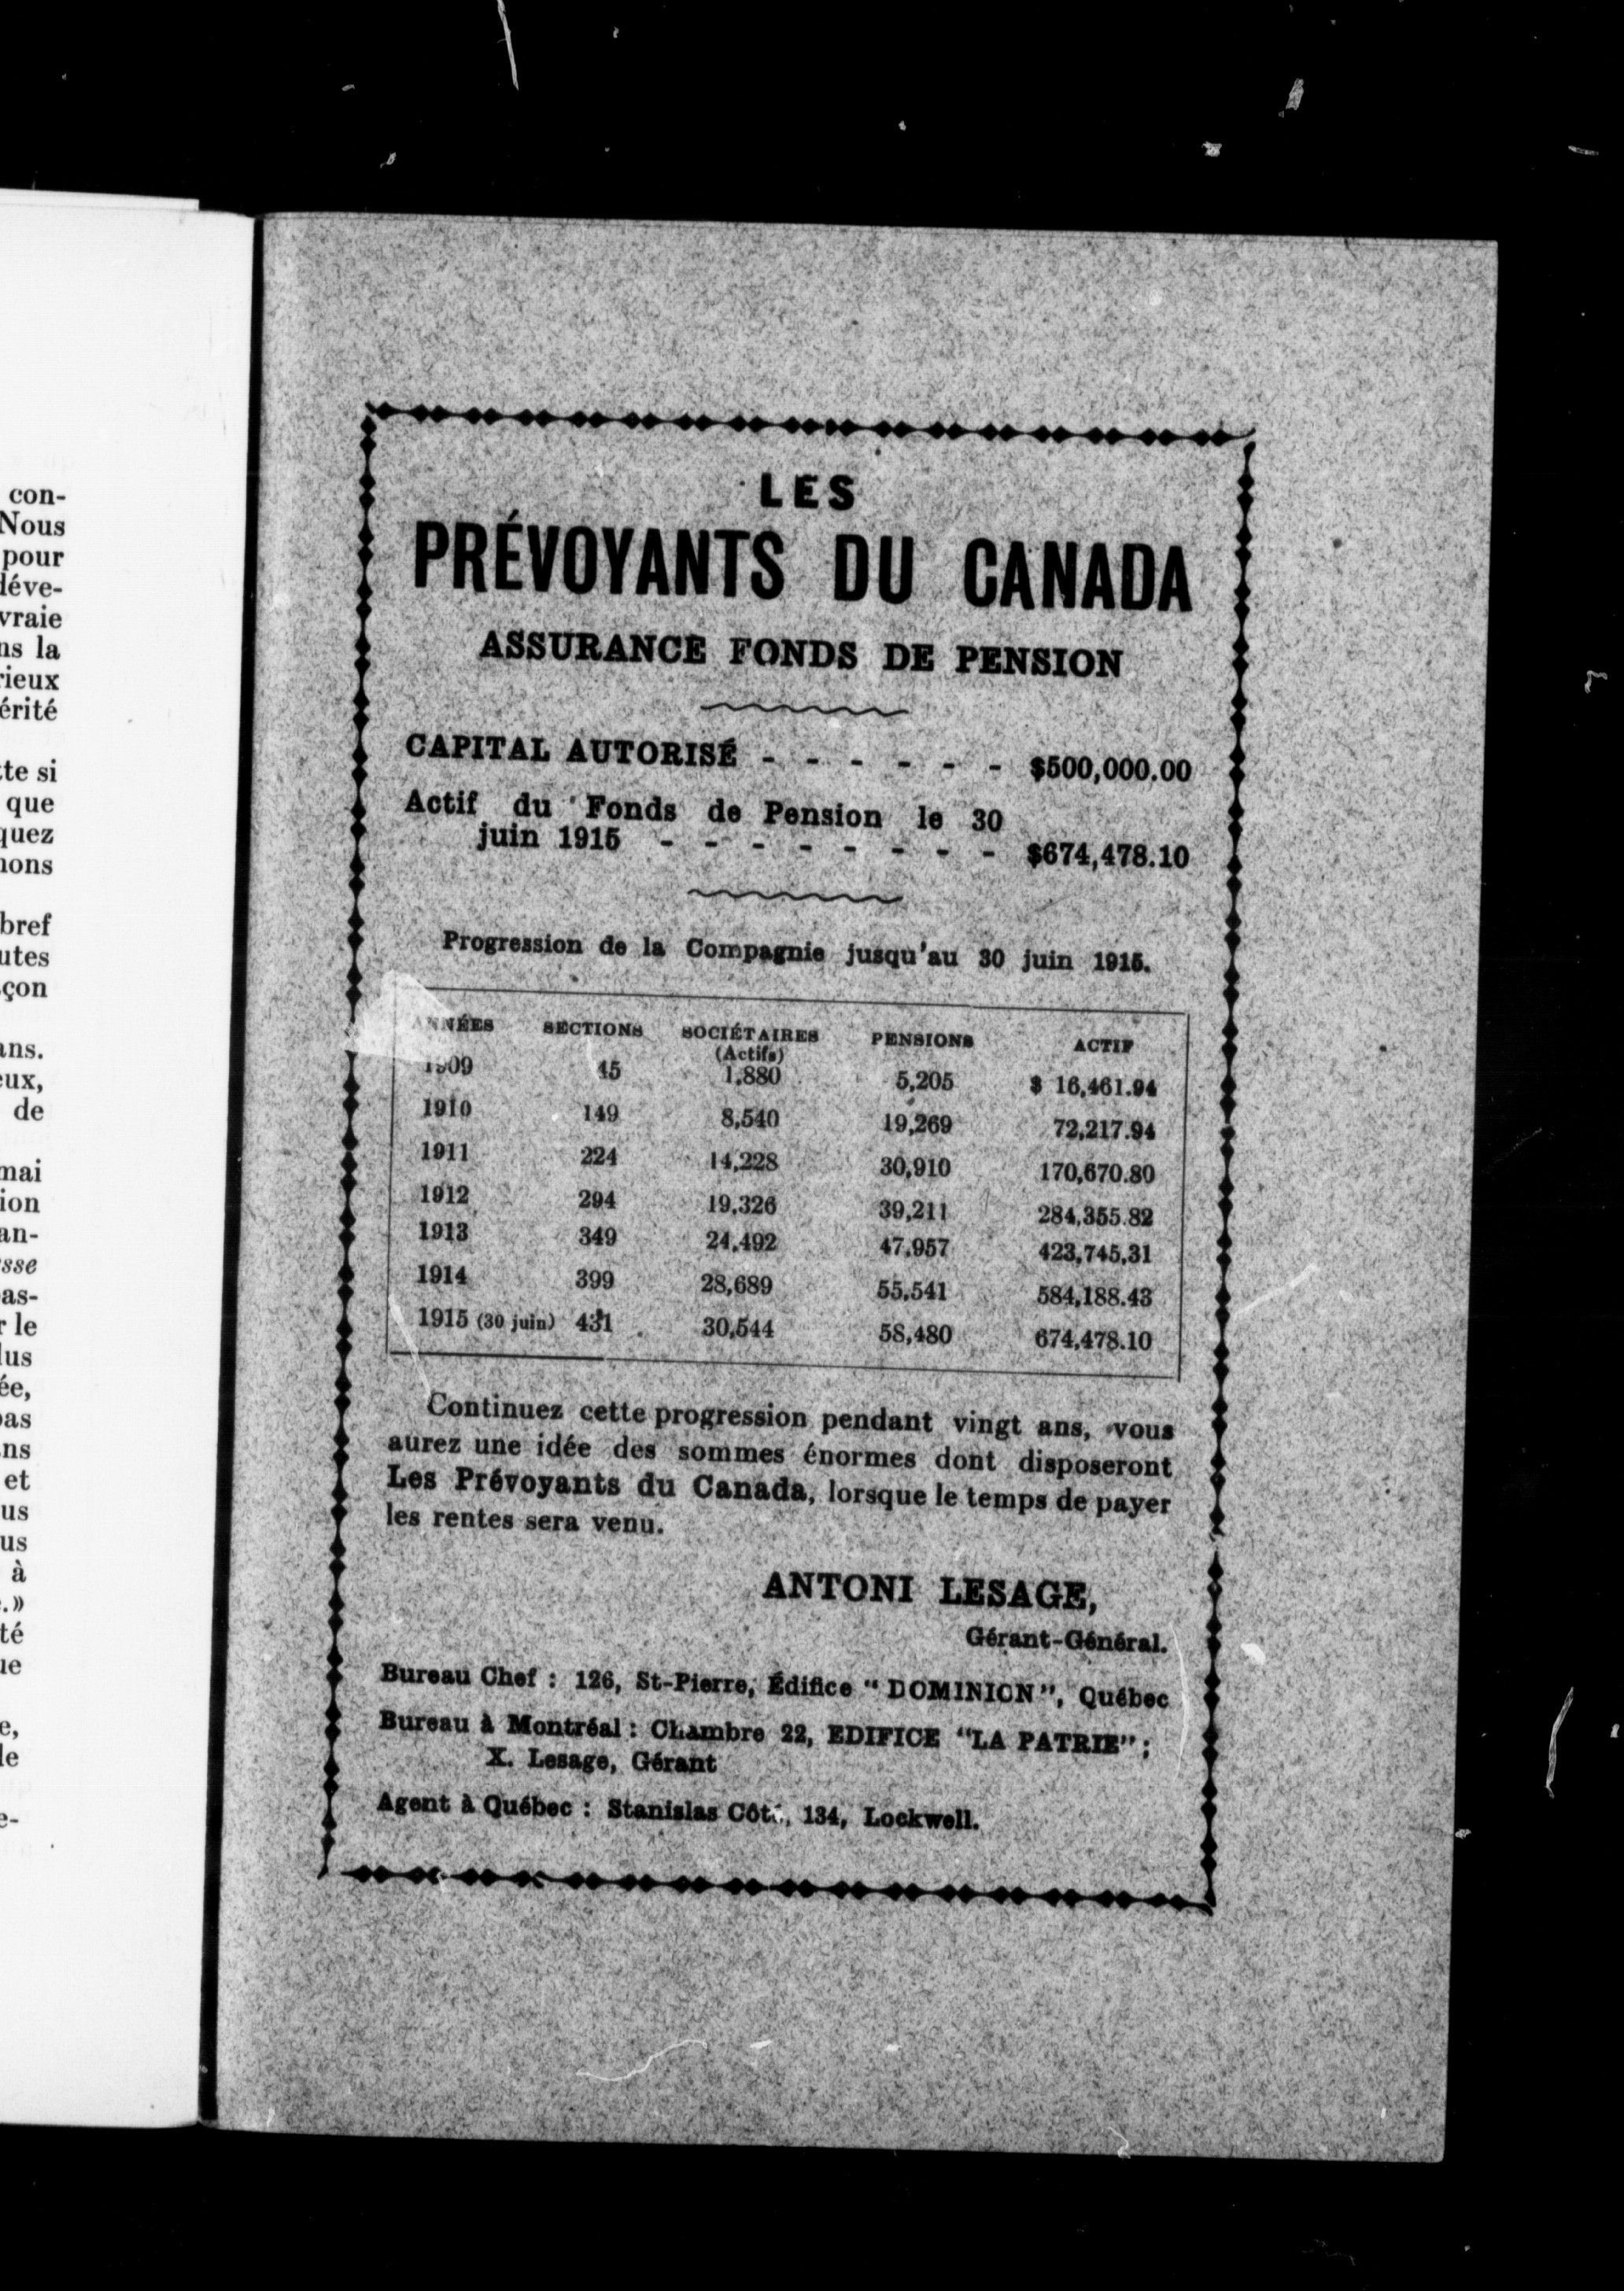 con-
Nous
pour
déve-
vraie
ns la
rieux
érité
te si
que
quez
nons
bref
utes
çon
ans.
eux,
de
mai
ion
an-
sse
as-
r le
lus
ée,
pas
ns
et
us
us
à
.»
té
ue
e,
le
e-
LES
PRÉVOYANTS DU CANADA
ASSURANCE FONDS DE PENSION
CAPITAL AUTORISÉ - - - - - - $500,000.00
Actif du Fonds de Pension le 30
juin 1915 - - - - - - - - $674,478.10
Progression de la Compagnie jusqu'au 30 juin 1915.
ANNÉES SECTIONS SOCIÉTAIRES PENSIONS ACTIF
(Actifs)
1909 45 1,880 5,205 $ 16,461.94
1910 149 8,540 19,269 72,217.94
1911 224 14,228 30,910 170,670.80
1912 294 19,326 39,211 284,355.82
1913 349 24,492 47,957 423,745,31
1914 399 28,689 55,541 584,188.43
1915 (30 juin) 431 30,544 58,480 674,478.10
Continuez cette progression pendant vingt ans, vous
aurez une idée des sommes énormes dont disposeront
Les Prévoyants du Canada, lorsque le temps de payer
les rentes sera venu.
ANTONI LESAGE,
Gérant-Général.
Bureau Chef : 126, St-Pierre, Édifice "DOMINION", Québec
Bureau à Montréal : Chambre 22, EDIFICE "LA PATRIE" ;
X. Lesage, Gérant
Agent à Québec : Stanislas Côté, 134, Lockwell.